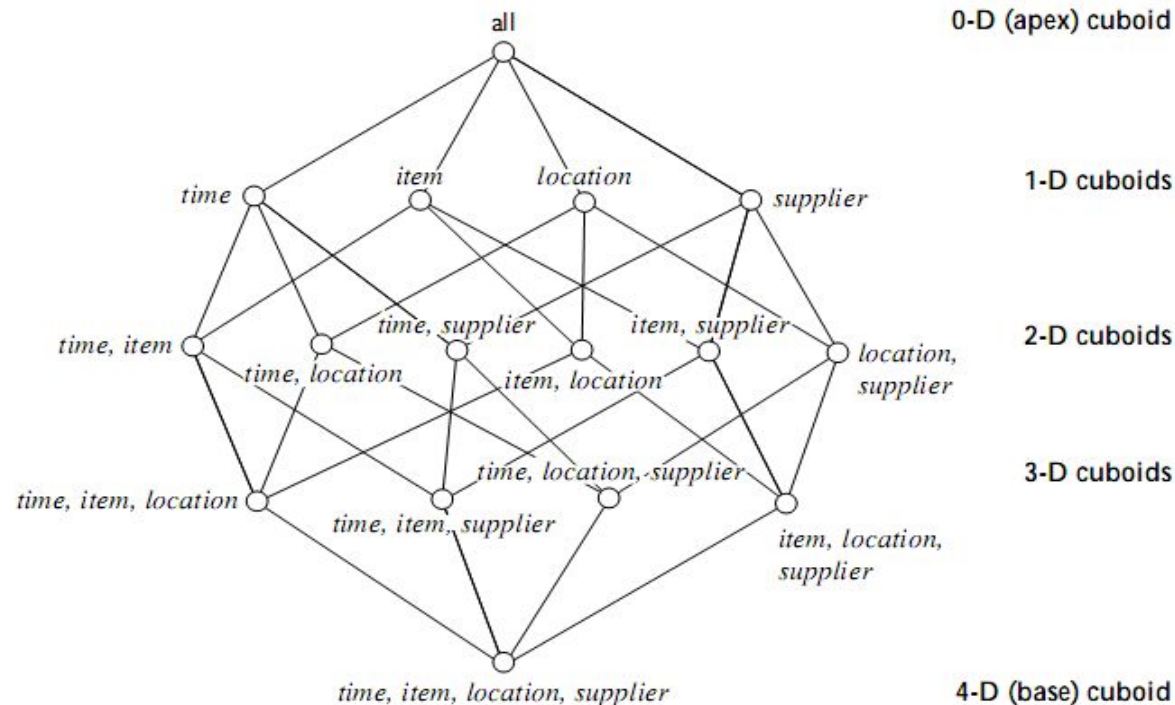 all
0-D (apex) cuboid
time
item
location
supplier
1-D cuboids
time, item
time, location
time, supplier
item, location
item, supplier
location,
supplier
2-D cuboids
time, item, location
time, item, supplier
time, location, supplier
item, location,
supplier
3-D cuboids
time, item, location, supplier
4-D (base) cuboid